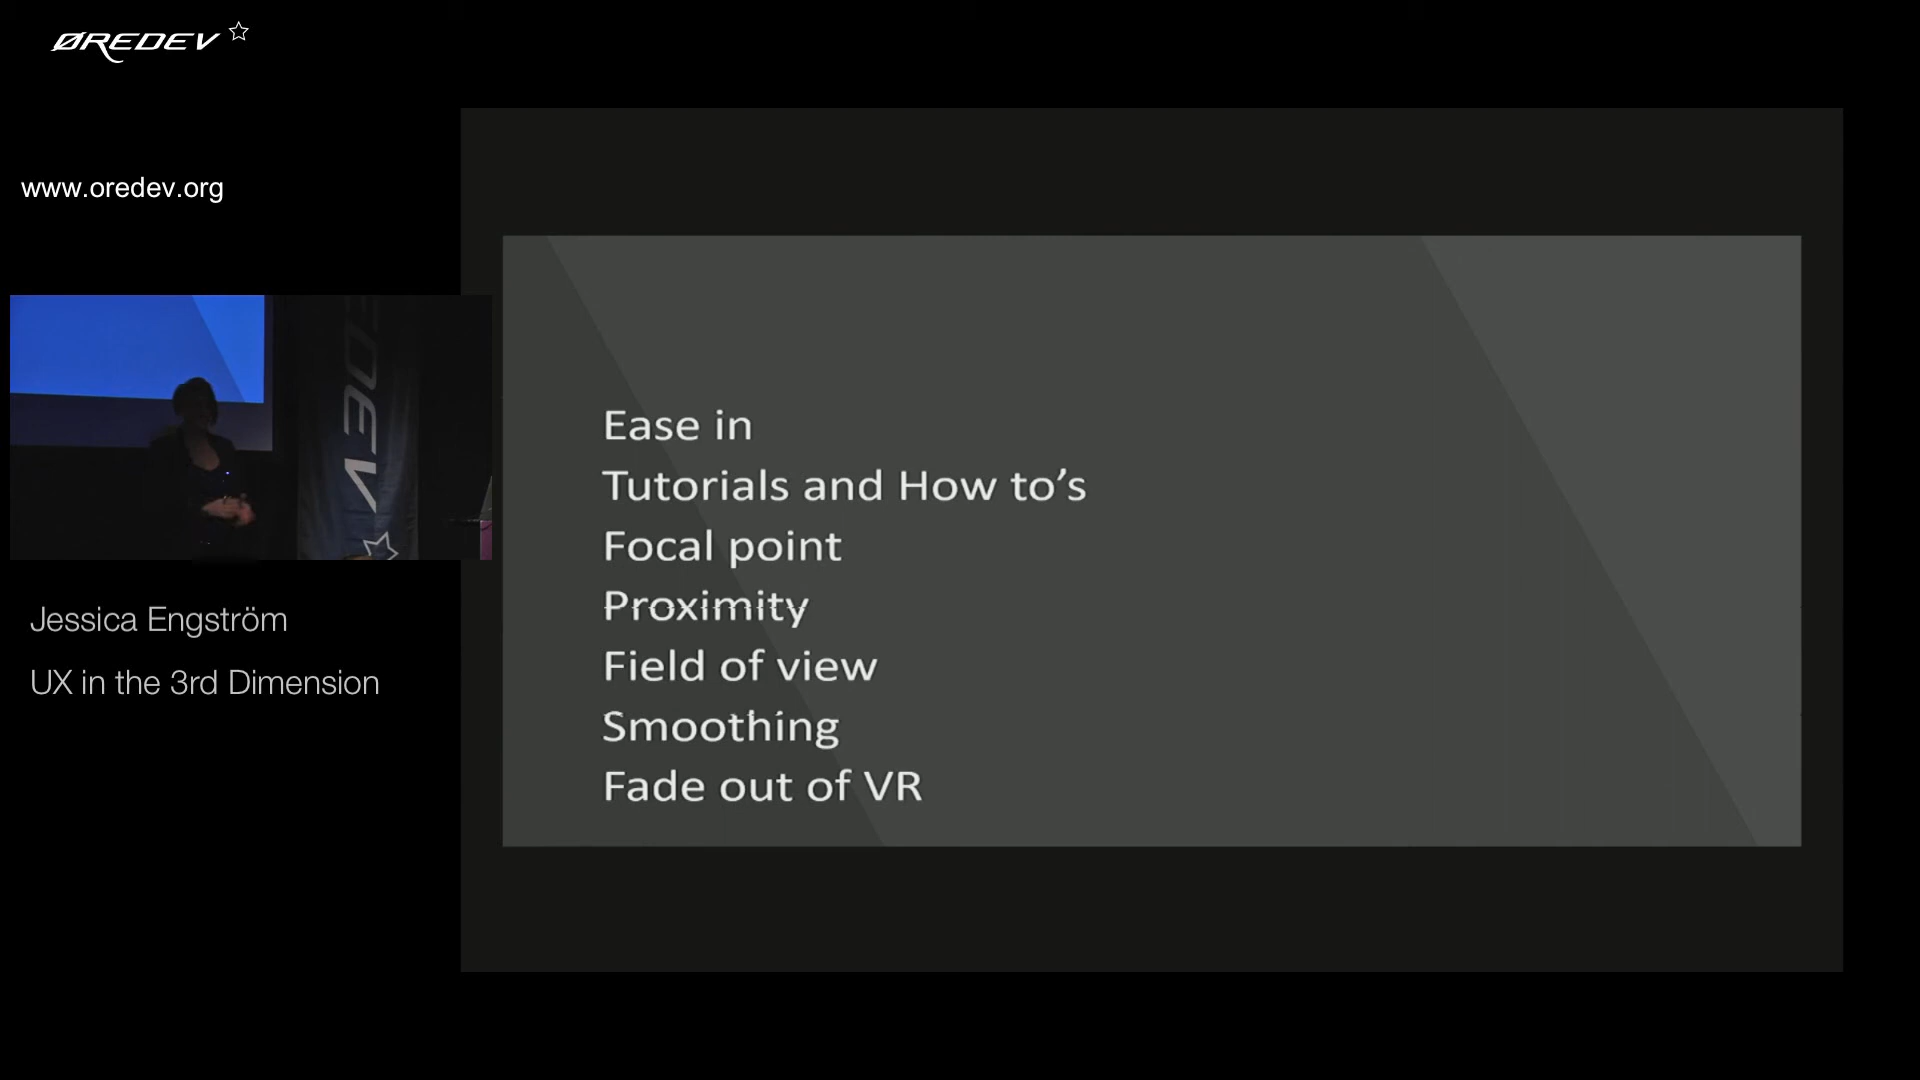 ØREDEV
www.oredev.org
Ease in
Tutorials and How to’s
Focal point
Proximity
Field of view
Smoothing
Fade out of VR
Jessica Engström
UX in the 3rd Dimension